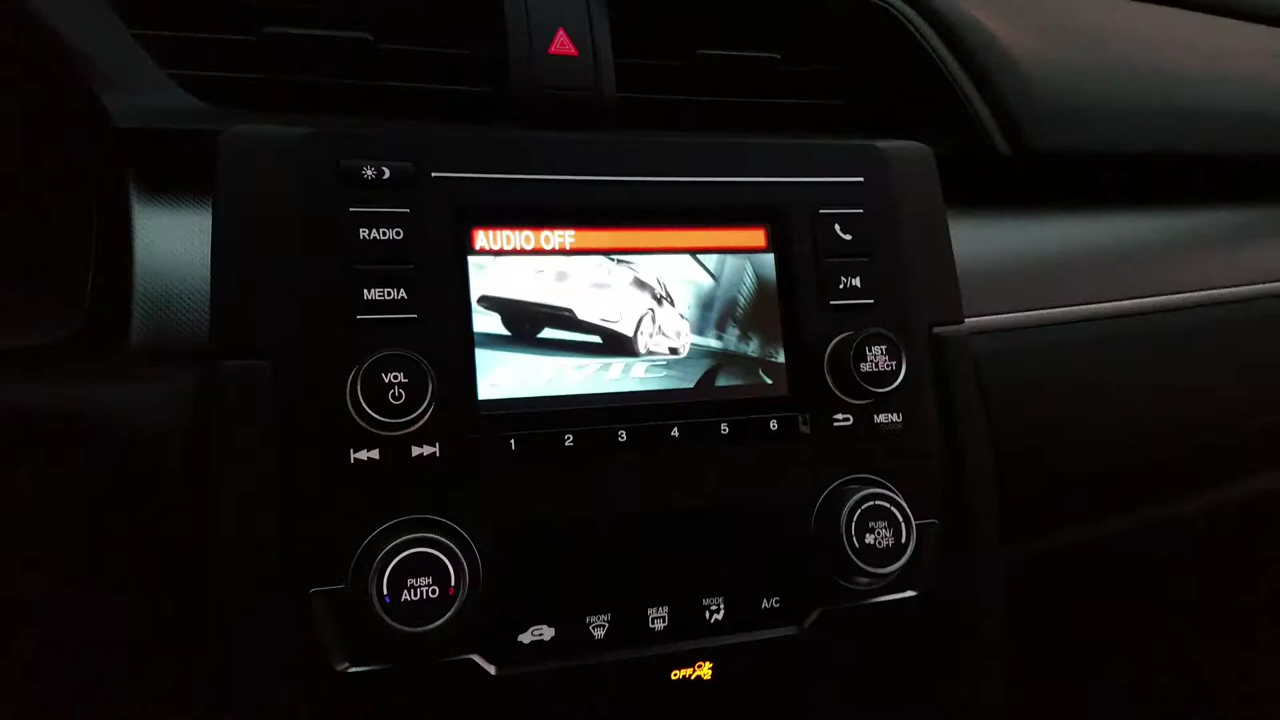 RADIO
MEDIA
AUDIO OFF
VOL
LIST
PUSH
SELECT
MENU
1 2 3 4 5 6
PUSH
AUTO
PUSH
ON/
OFF
FRONT
REAR
MODE
A/C
OFF
2